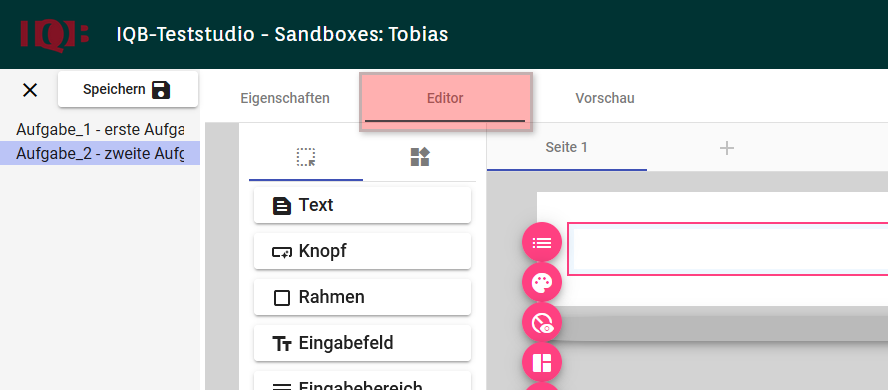 IQB
IQB-Teststudio - Sandboxes: Tobias
Speichern
Eigenschaften
Editor
Vorschau
Aufgabe_1 - erste Aufga
Aufgabe_2 - zweite Aufg
Seite 1
Text
Knopf
Rahmen
Eingabefeld
Eingabebereich